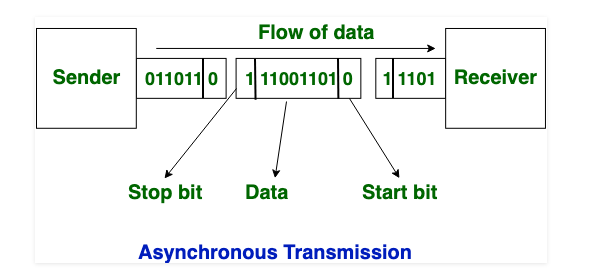 Flow of data
Sender 011011 0 1 11001101 0 1 1101 Receiver
Stop bit Data Start bit
Asynchronous Transmission